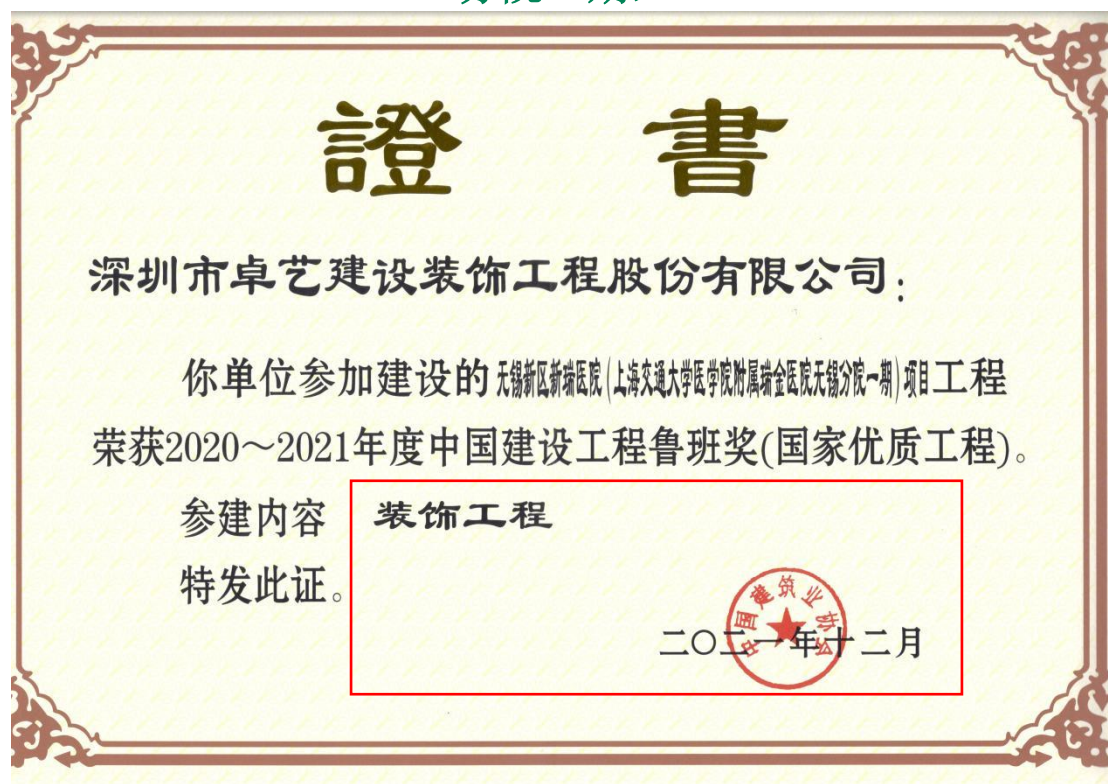 證 書
深圳市卓艺建设装饰工程股份有限公司：
你单位参加建设的 无锡新区新瑞医院(上海交通大学医学院附属瑞金医院无锡分院一期)项目工程
荣获2020～2021年度中国建设工程鲁班奖(国家优质工程)。
参建内容 装饰工程
特发此证。
中国建筑业协会
二〇二一年十二月